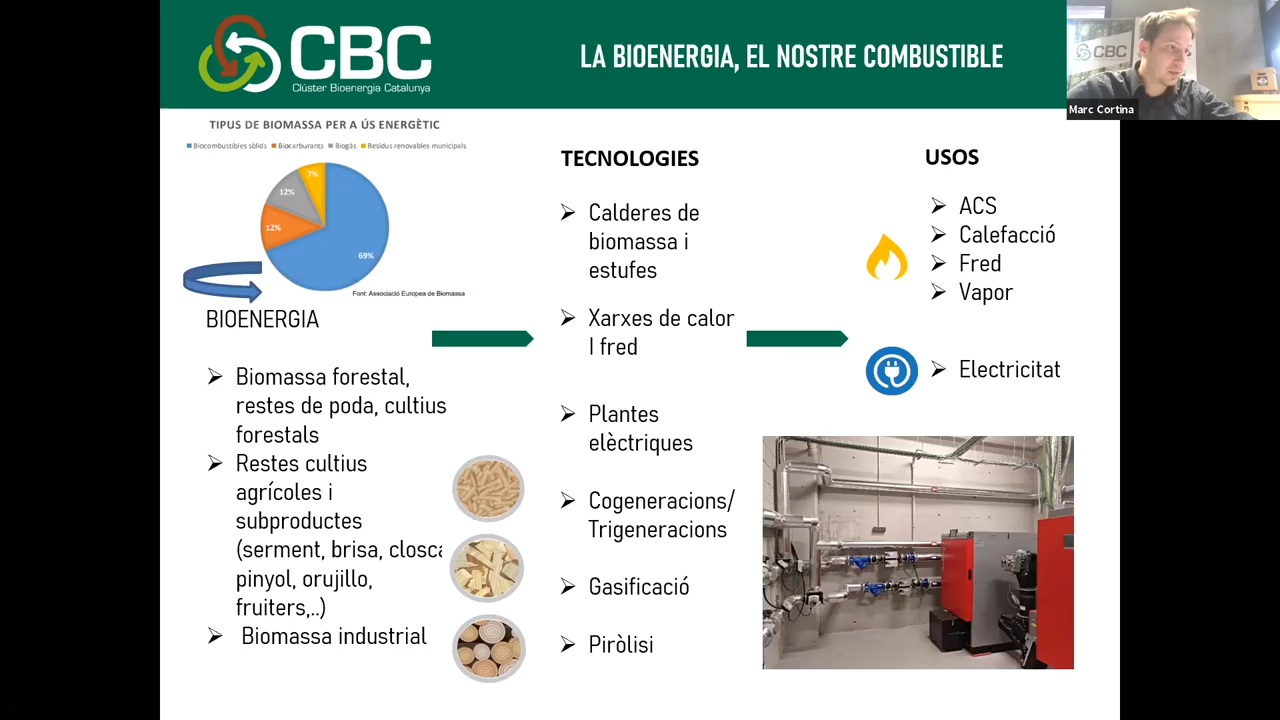 CBC
Clúster Bioenergia Catalunya
LA BIOENERGIA, EL NOSTRE COMBUSTIBLE
CBC
Marc Cortina
TIPUS DE BIOMASSA PER A ÚS ENERGÈTIC
Biocombustibles sòlids Biocarburants Biogàs Residus renovables municipals
7%
12%
12%
69%
Font: Associació Europea de Biomassa
BIOENERGIA
Biomassa forestal,
restes de poda, cultius
forestals
Restes cultius
agrícoles i
subproductes
(serment, brisa, closca
pinyol, orujillo,
fruiters,..)
Biomassa industrial
TECNOLOGIES
Calderes de
biomassa i
estufes
Xarxes de calor
I fred
Plantes
elèctriques
Cogeneracions/
Trigeneracions
Gasificació
Piròlisi
USOS
ACS
Calefacció
Fred
Vapor
Electricitat